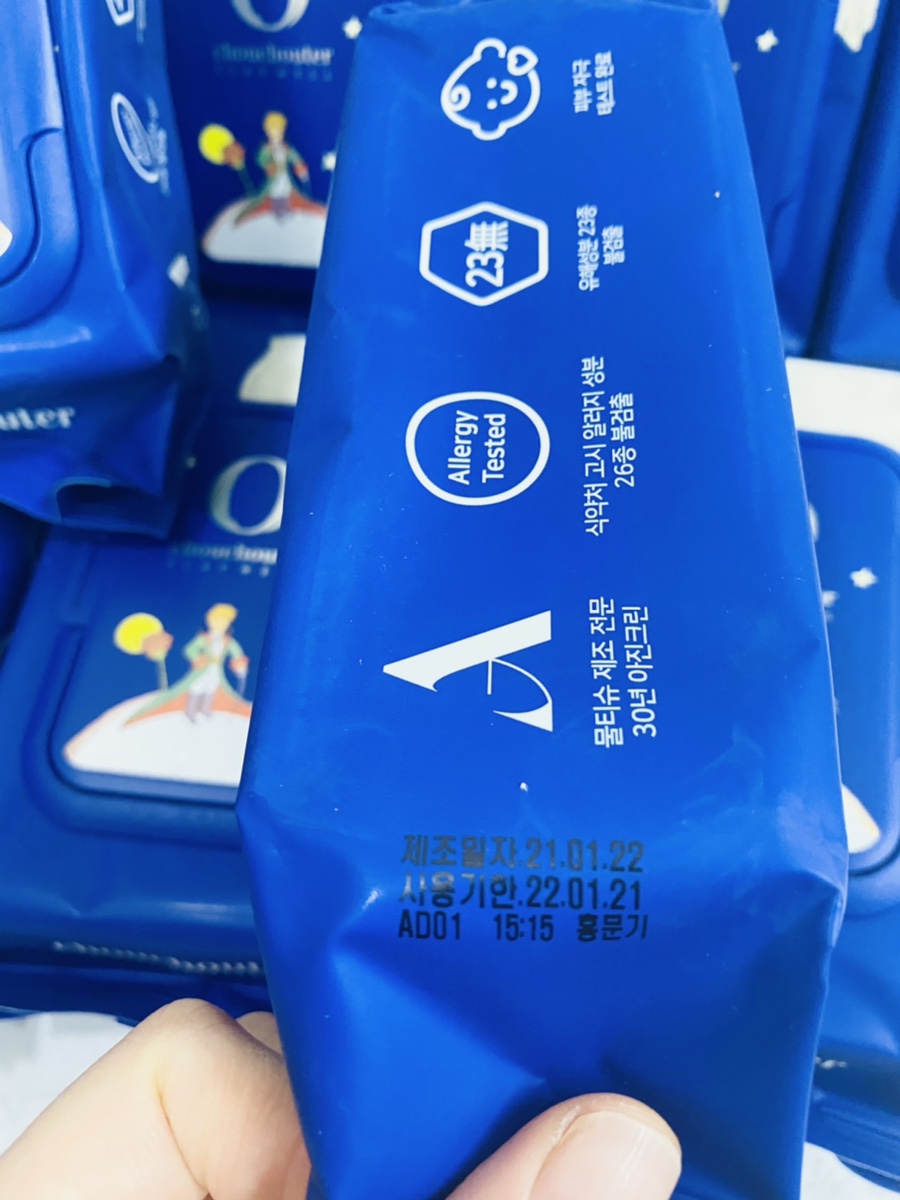 피부 자극
테스트 완료
23無
유해성분 23종
불검출
Allergy
Tested
식약처 고시 알러지 성분
26종 불검출
물티슈 제조 전문
30년 아진크린
제조일자.21.01.22
사용기한.22.01.21
AD01 15:15 홍문기